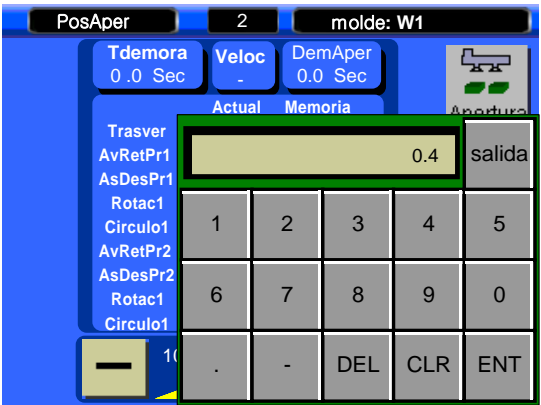 PosAper 2 molde: W1
Tdemora Veloc DemAper
0.0 Sec - 0.0 Sec
Actual Memoria
Apertura
Trasver
AvRetPr1
AsDesPr1
Rotac1
Circulo1
AvRetPr2
AsDesPr2
Rotac1
Circulo1
0.4 salida
1 2 3 4 5
6 7 8 9 0
. - DEL CLR ENT
10